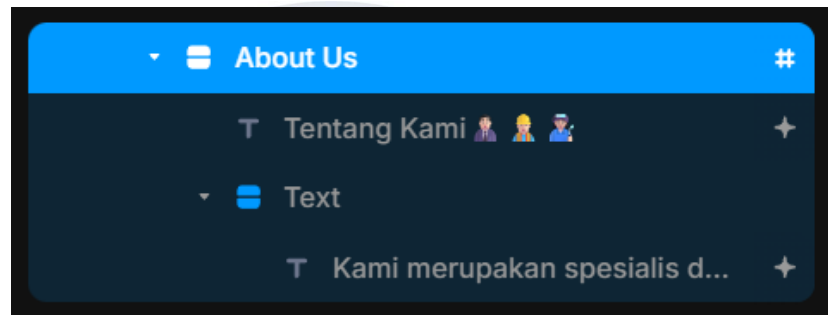 About Us #
Tentang Kami 🤵🏻‍♂️ 👷🏻 👨🏻‍🔧
Text
Kami merupakan spesialis d...